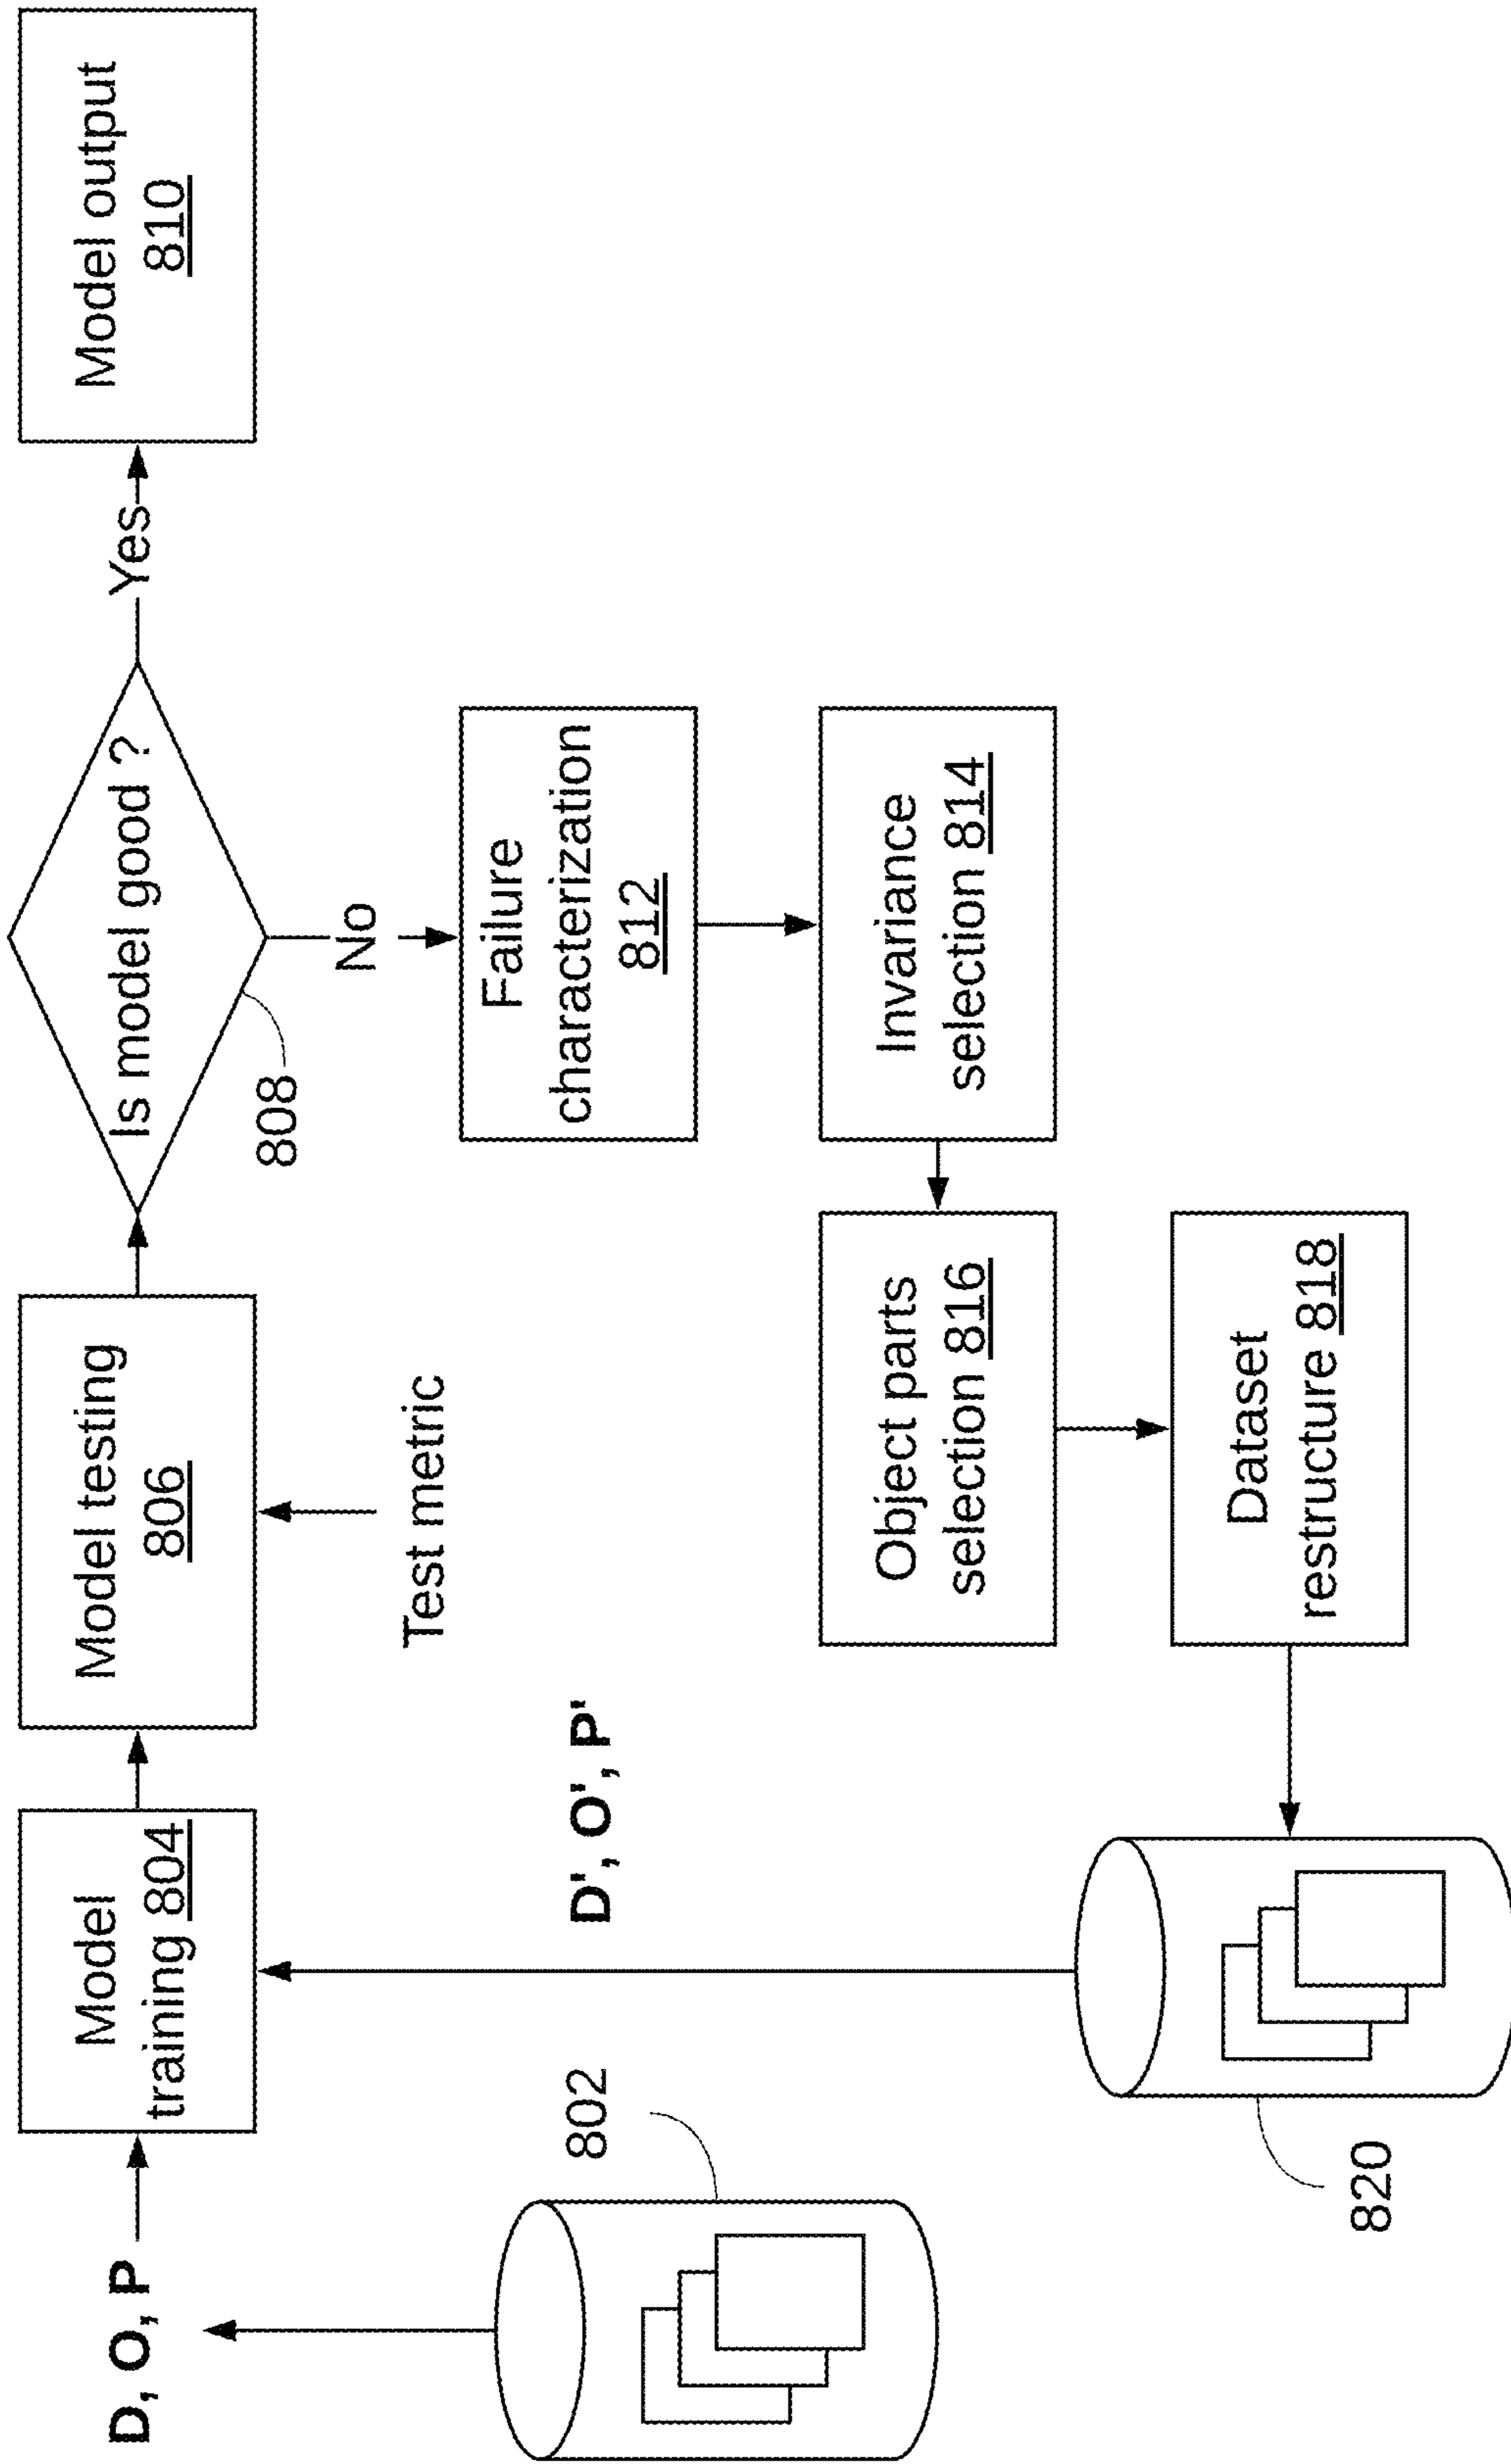 D, O, P
Model
training 804
Model testing
806
Is model good ?
Yes
Model output
810
808
No
Test metric
Failure
characterization
812
D', O', P'
802
Object parts
selection 816
Invariance
selection 814
Dataset
restructure 818
820